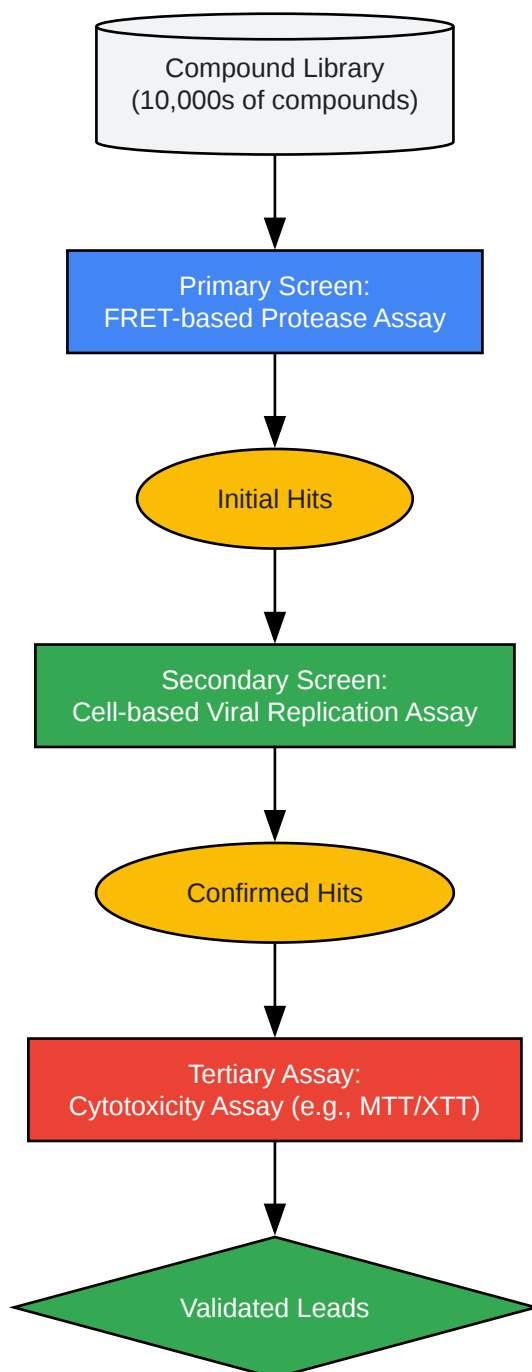 Compound Library
(10,000s of compounds)
Primary Screen:
FRET-based Protease Assay
Initial Hits
Secondary Screen:
Cell-based Viral Replication Assay
Confirmed Hits
Tertiary Assay:
Cytotoxicity Assay (e.g., MTT/XTT)
Validated Leads